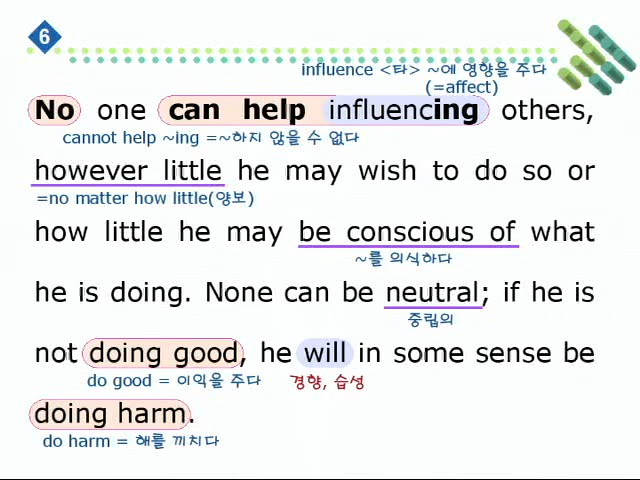 6
influence <타> ~에 영향을 주다
(=affect)
No one can help influencing others,
cannot help ~ing =~하지 않을 수 없다
however little he may wish to do so or
=no matter how little(양보)
how little he may be conscious of what
~를 의식하다
he is doing. None can be neutral; if he is
중립의
not doing good, he will in some sense be
do good = 이익을 주다 경향, 습성
doing harm.
do harm = 해를 끼치다